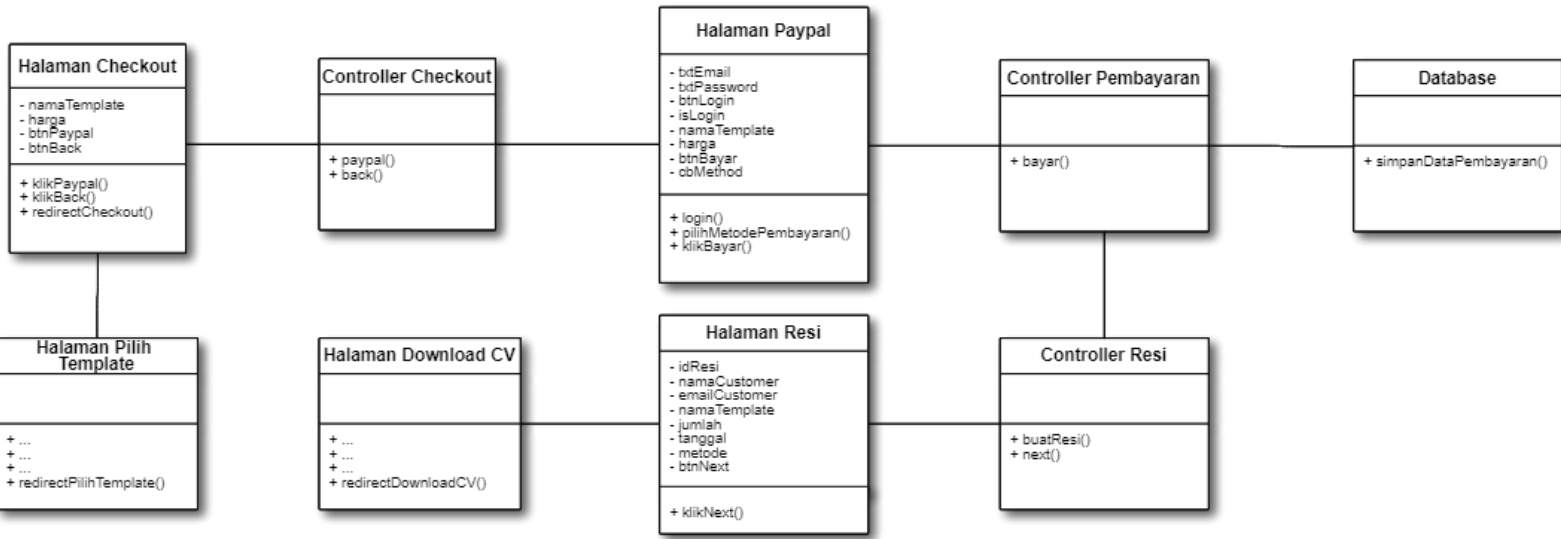 Halaman Checkout
- namaTemplate
- harga
- btnPaypal
- btnBack
+ klikPaypal()
+ klikBack()
+ redirectCheckout()
Controller Checkout
+ paypal()
+ back()
Halaman Paypal
- txtEmail
- txtPassword
- btnLogin
- isLogin
- namaTemplate
- harga
- btnBayar
- cbMethod
+ login()
+ pilihMetodePembayaran()
+ klikBayar()
Controller Pembayaran
+ bayar()
Database
+ simpanDataPembayaran()
Halaman Pilih
Template
+ ...
+ ...
+ ...
+ redirectPilihTemplate()
Halaman Download CV
+ ...
+ ...
+ ...
+ redirectDownloadCV()
Halaman Resi
- idResi
- namaCustomer
- emailCustomer
- namaTemplate
- jumlah
- tanggal
- metode
- btnNext
+ klikNext()
Controller Resi
+ buatResi()
+ next()